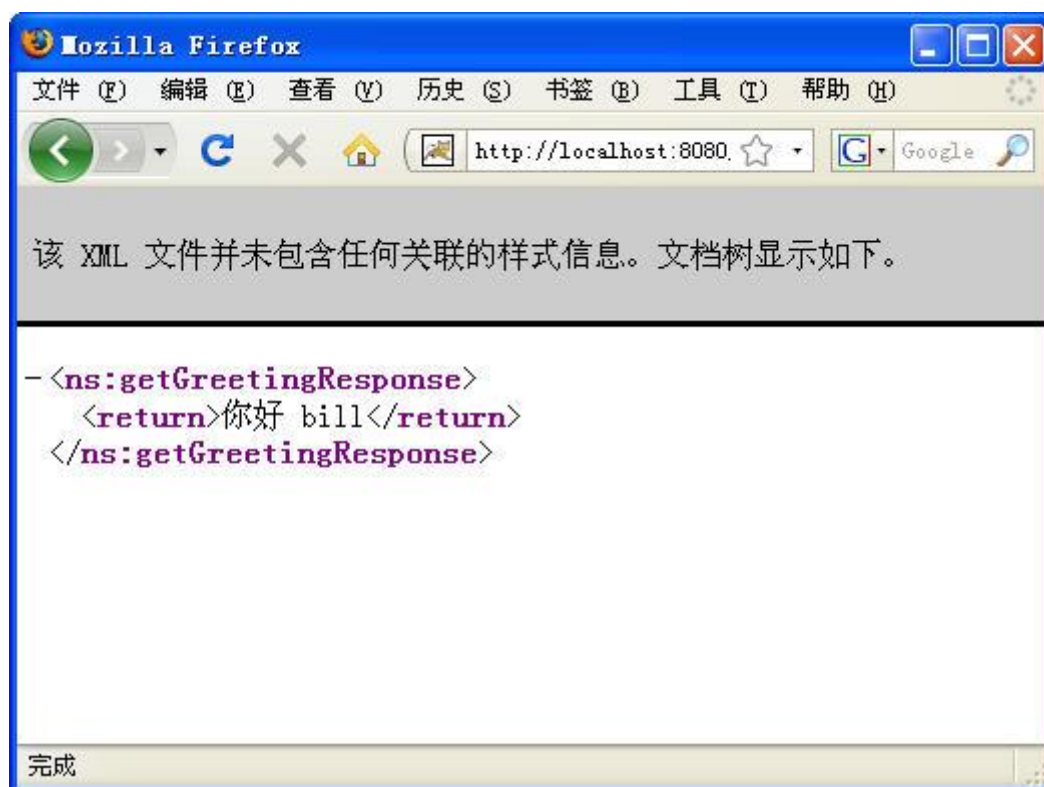 Mozilla Firefox
文件 (F) 编辑 (E) 查看 (V) 历史 (S) 书签 (B) 工具 (T) 帮助 (H)
http://localhost:8080. G Google
该 XML 文件并未包含任何关联的样式信息。文档树显示如下。
- <ns:getGreetingResponse>
<return>你好 bill</return>
</ns:getGreetingResponse>
完成